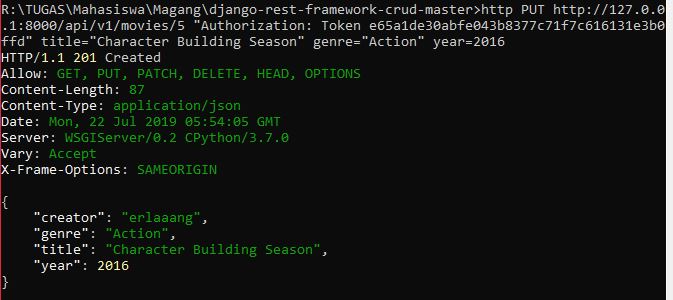 R:\TUGAS\Mahasiswa\Magang\django-rest-framework-crud-master>http PUT http://127.0.0
.1:8000/api/v1/movies/5 "Authorization: Token e65a1de30abfe043b8377c71f7c616131e3b0
ffd" title="Character Building Season" genre="Action" year=2016
HTTP/1.1 201 Created
Allow: GET, PUT, PATCH, DELETE, HEAD, OPTIONS
Content-Length: 87
Content-Type: application/json
Date: Mon, 22 Jul 2019 05:54:05 GMT
Server: WSGIServer/0.2 CPython/3.7.0
Vary: Accept
X-Frame-Options: SAMEORIGIN

{
    "creator": "erlaaang",
    "genre": "Action",
    "title": "Character Building Season",
    "year": 2016
}